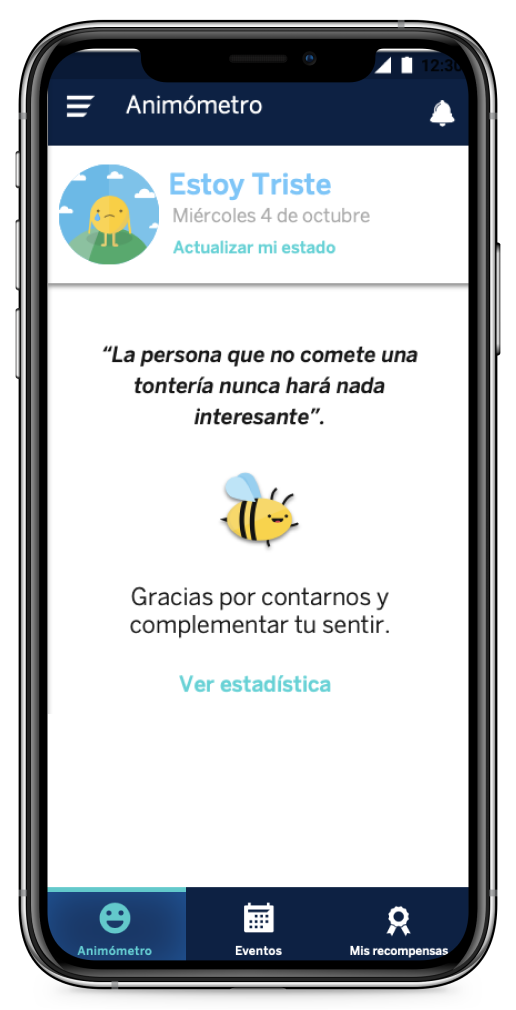 12:30
Animómetro
Estoy Triste
Miércoles 4 de octubre
Actualizar mi estado
“La persona que no comete una
tontería nunca hará nada
interesante”.
Gracias por contarnos y
complementar tu sentir.
Ver estadística
Animómetro
Eventos
Mis recompensas